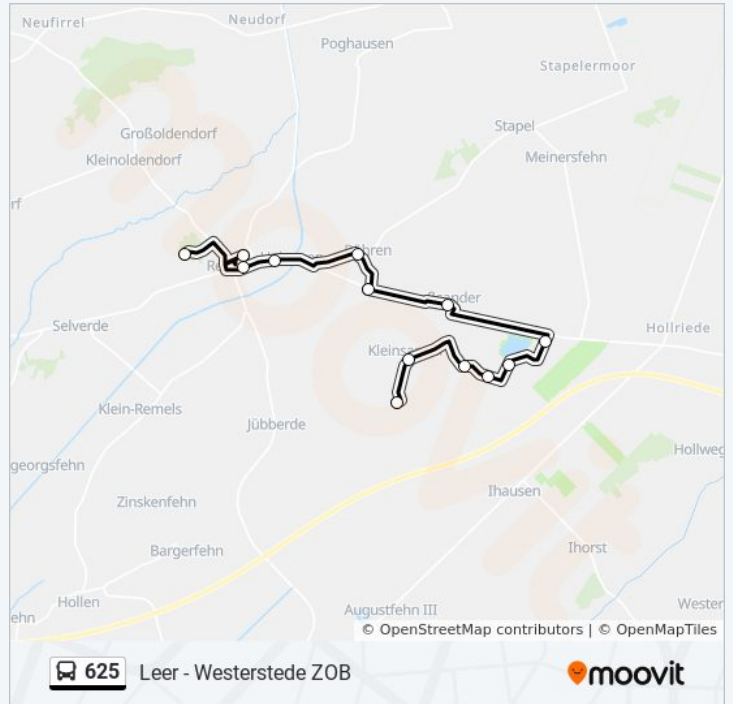 Neufirrel
Neudorf
Poghausen
Stapelermoor
Großoldendorf
Stapel
Kleinoldendorf
Meinersfehn
rf
Selverde
Hollriede
Klein-Remels
Jübberde
georgsfehn
Hollweg
Zinskenfehn
Ihausen
Bargerfehn
Ihorst
Hollen
ehn
Augustfehn III
Wester
© OpenStreetMap contributors | © OpenMapTiles
625 Leer - Westerstede ZOB
moovit